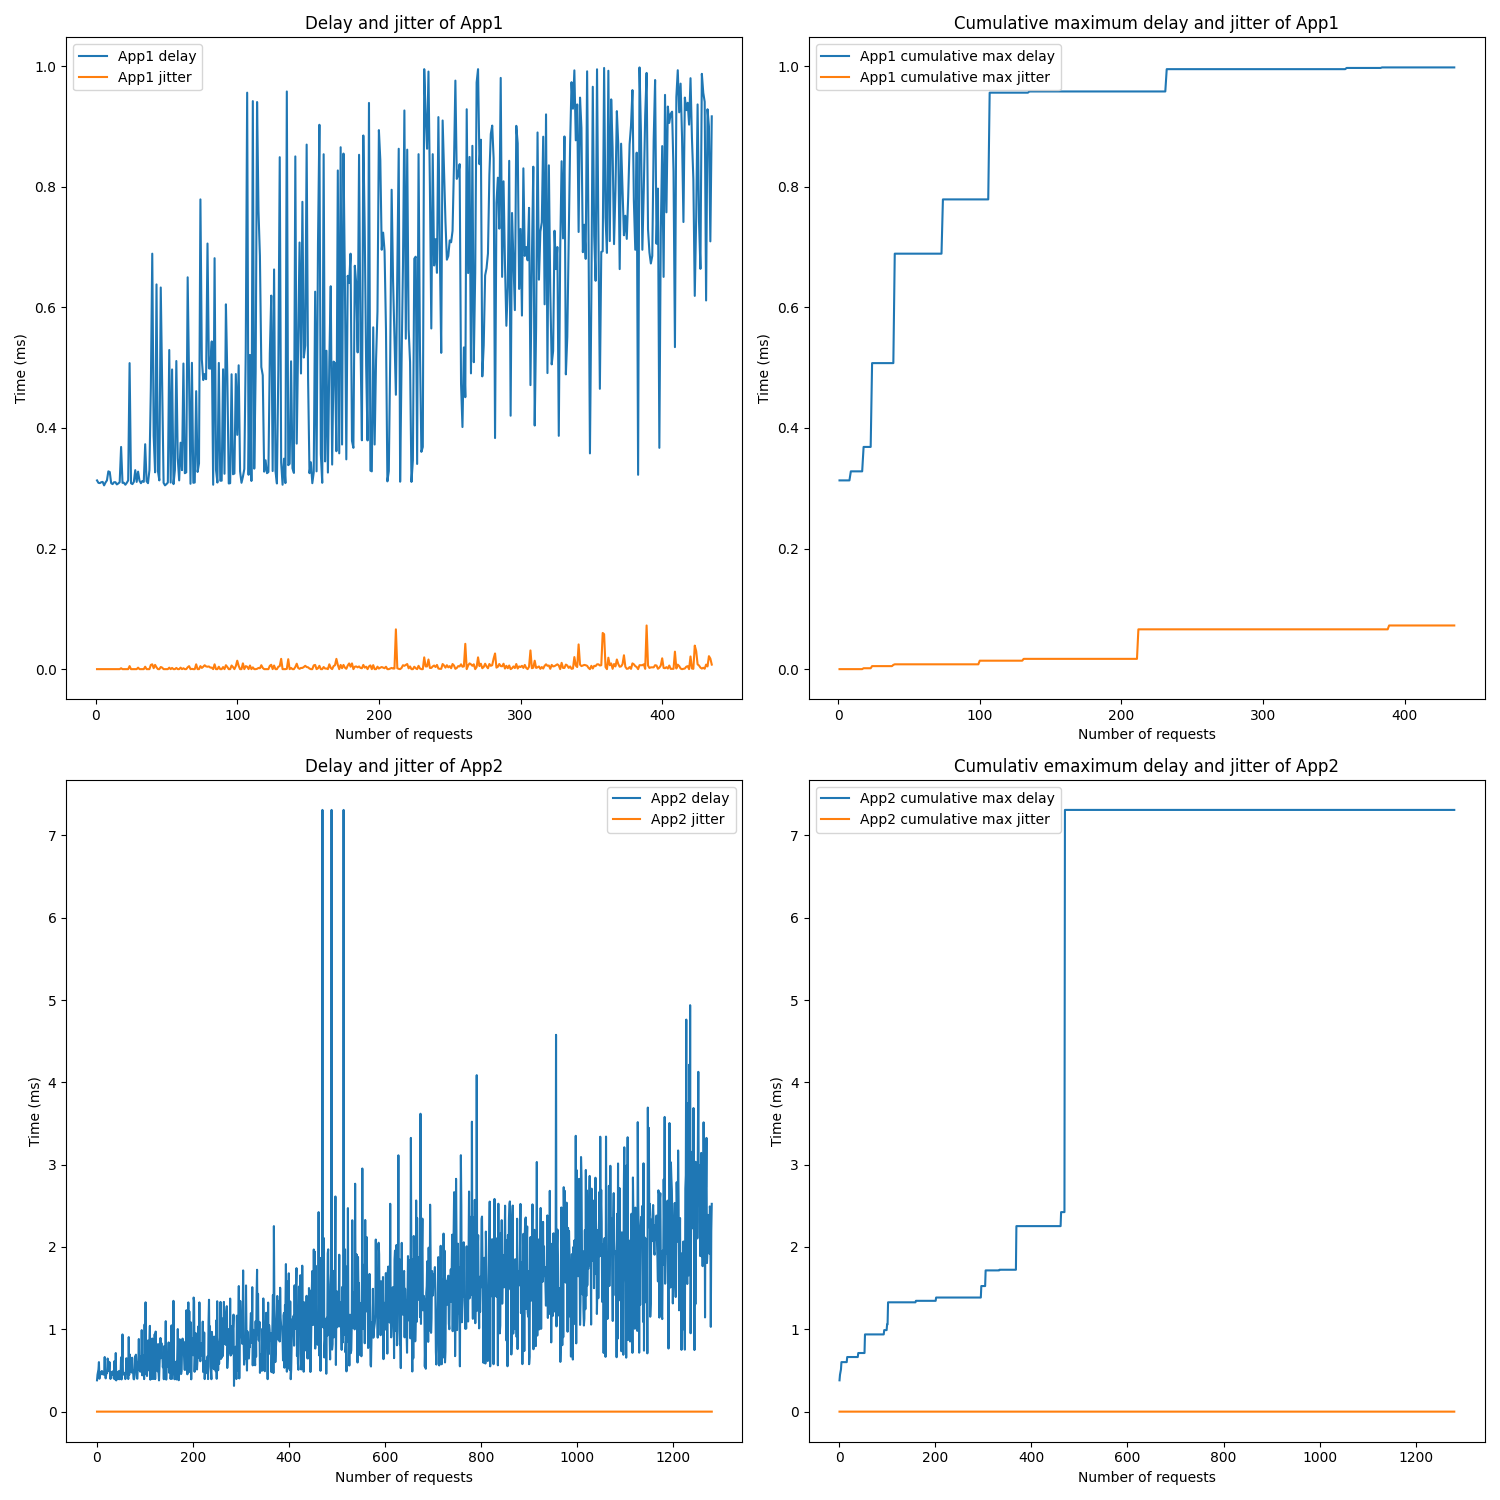 Delay and jitter of App1
App1 delay
App1 jitter
1.0
0.8
0.6
0.4
0.2
0.0
Time (ms)
0 100 200 300 400
Number of requests
Cumulative maximum delay and jitter of App1
App1 cumulative max delay
App1 cumulative max jitter
1.0
0.8
0.6
0.4
0.2
0.0
Time (ms)
0 100 200 300 400
Number of requests
Delay and jitter of App2
App2 delay
App2 jitter
7
6
5
4
3
2
1
0
Time (ms)
0 200 400 600 800 1000 1200
Number of requests
Cumulativ emaximum delay and jitter of App2
App2 cumulative max delay
App2 cumulative max jitter
7
6
5
4
3
2
1
0
Time (ms)
0 200 400 600 800 1000 1200
Number of requests